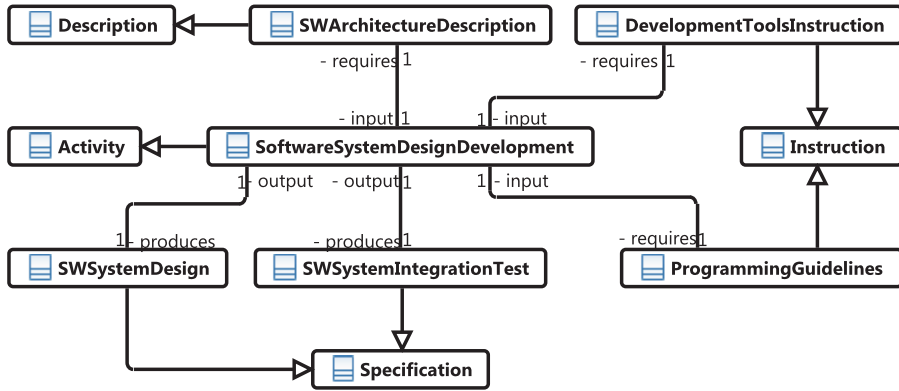 Description
SWArchitectureDescription
DevelopmentToolsInstruction
- requires 1
- requires 1
- input 1
1 - input
Activity
SoftwareSystemDesignDevelopment
Instruction
1 - output
- output 1
1 - input
1 - produces
- produces 1
- requires 1
SWSystemDesign
SWSystemIntegrationTest
ProgrammingGuidelines
Specification